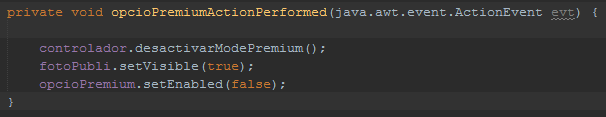 private void opcioPremiumActionPerformed(java.awt.event.ActionEvent evt) {
controlador.desactivarModePremium();
fotoPubli.setVisible(true);
opcioPremium.setEnabled(false);
}